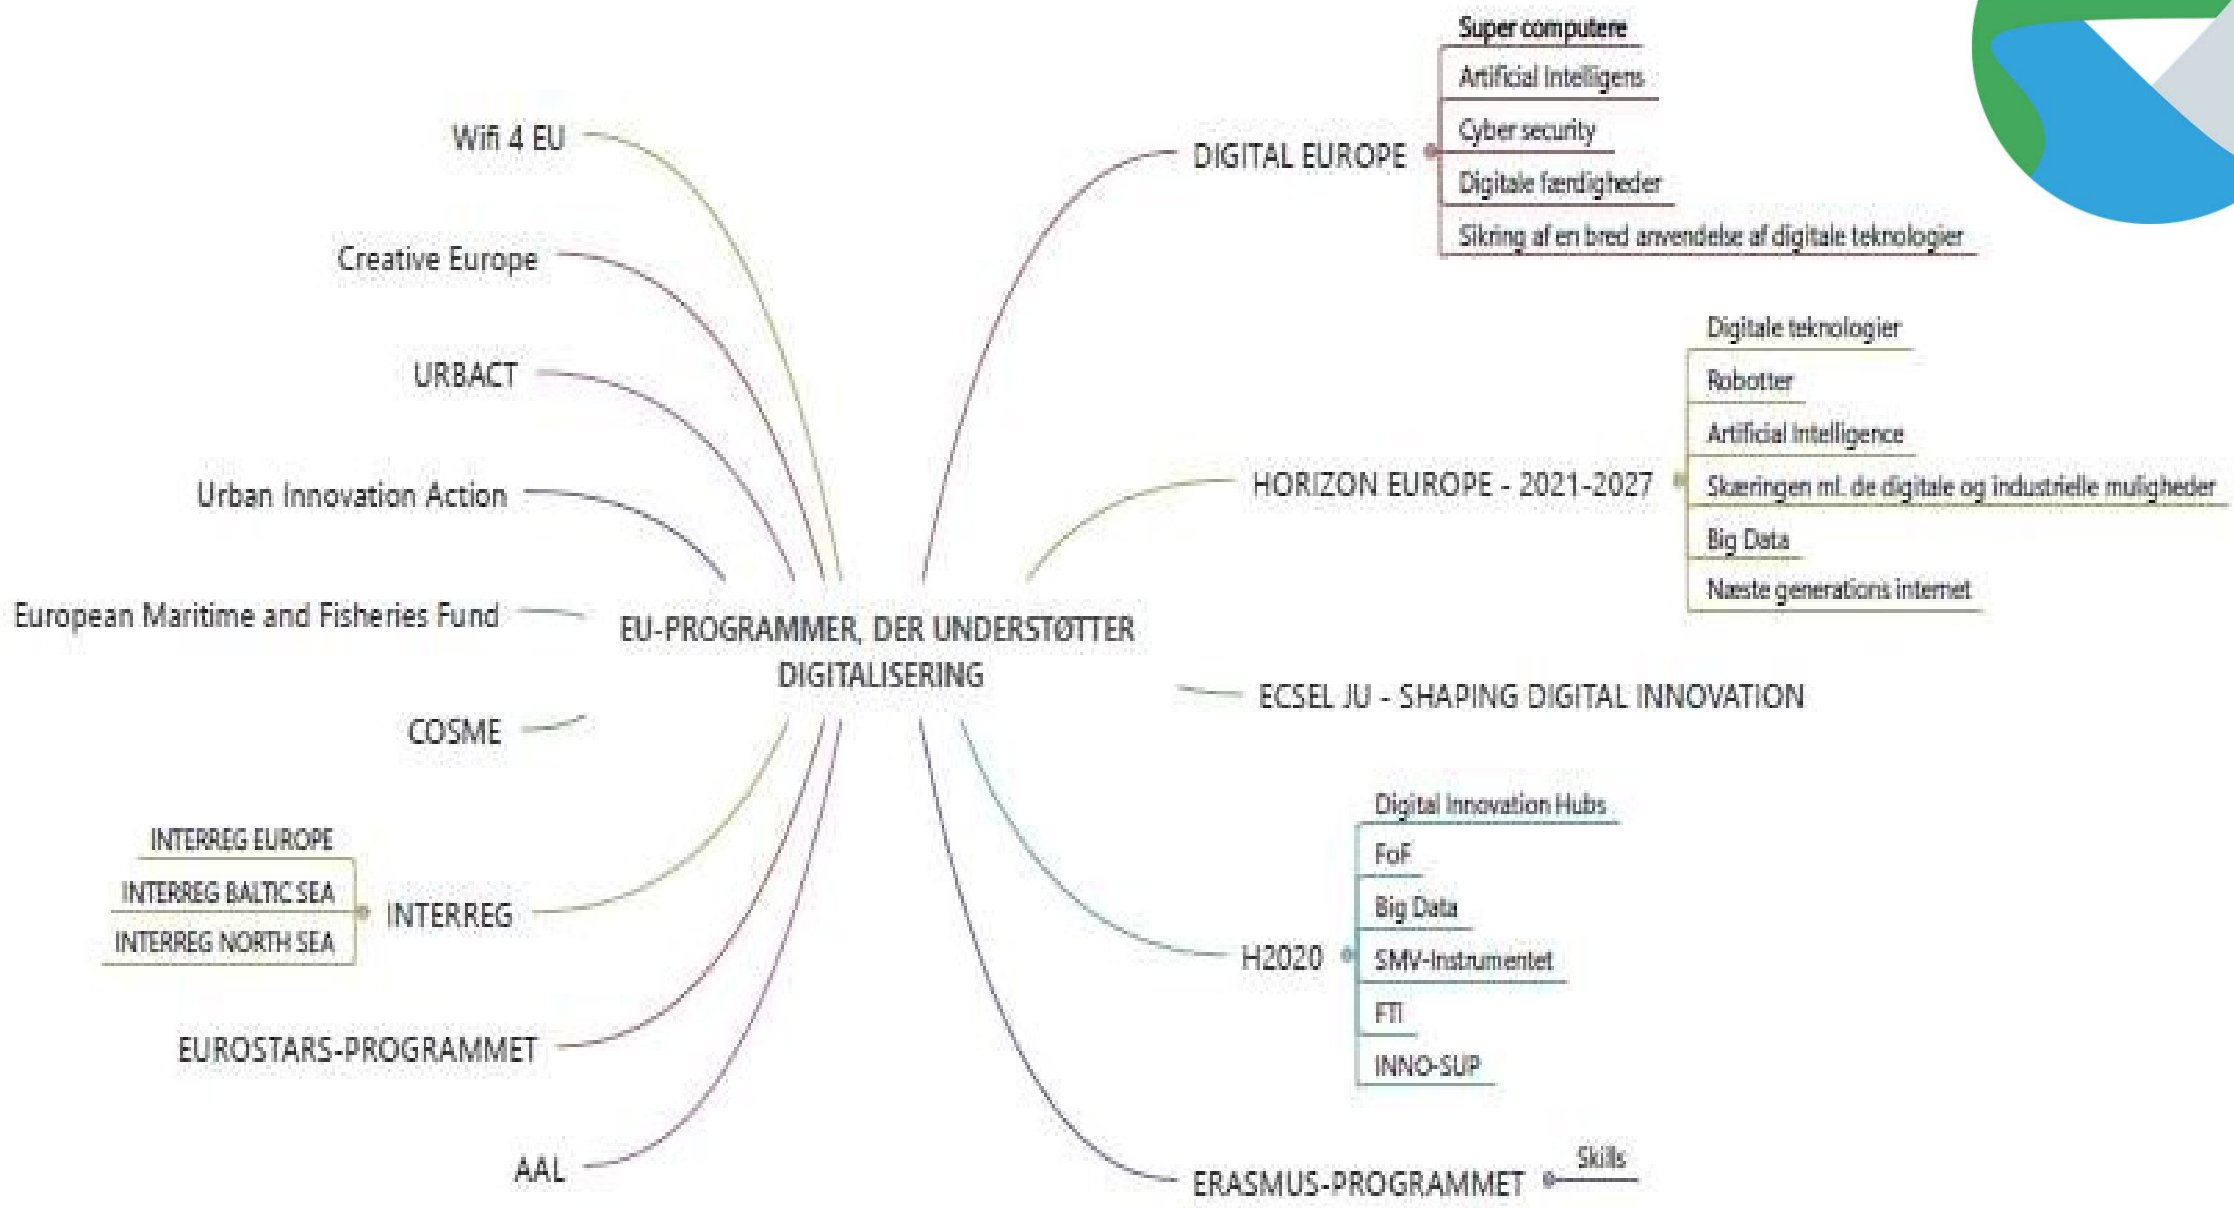 Wifi 4 EU
Creative Europe
URBACT
Urban Innovation Action
European Maritime and Fisheries Fund
COSME
INTERREG EUROPE
INTERREG BALTIC SEA
INTERREG NORTH SEA
INTERREG
EUROSTARS-PROGRAMMET
AAL
EU-PROGRAMMER, DER UNDERSTØTTER
DIGITALISERING
DIGITAL EUROPE
Super computere
Artificial Intelligens
Cyber security
Digitale færdigheder
Sikring af en bred anvendelse af digitale teknologier
HORIZON EUROPE - 2021-2027
Digitale teknologier
Robotter
Artificial Intelligence
Skæringen ml. de digitale og industrielle muligheder
Big Data
Næste generations internet
ECSEL JU - SHAPING DIGITAL INNOVATION
H2020
Digital Innovation Hubs
FoF
Big Data
SMV-Instrumentet
FTI
INNO-SUP
ERASMUS-PROGRAMMET
Skills